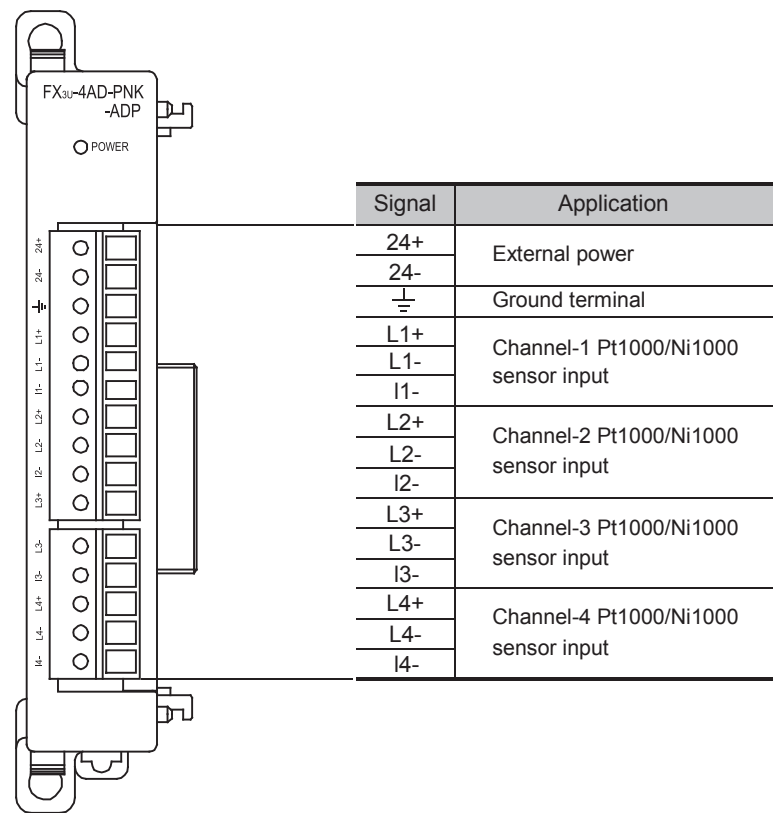 FX3U-4AD-PNK
-ADP
POWER
24+
24-
L1+
L1-
I1-
L2+
L2-
I2-
L3+
L3-
I3-
L4+
L4-
I4-
Signal Application
24+
External power
24-
Ground terminal
L1+
Channel-1 Pt1000/Ni1000
L1-
sensor input
I1-
L2+
Channel-2 Pt1000/Ni1000
L2-
sensor input
I2-
L3+
Channel-3 Pt1000/Ni1000
L3-
sensor input
I3-
L4+
Channel-4 Pt1000/Ni1000
L4-
sensor input
I4-